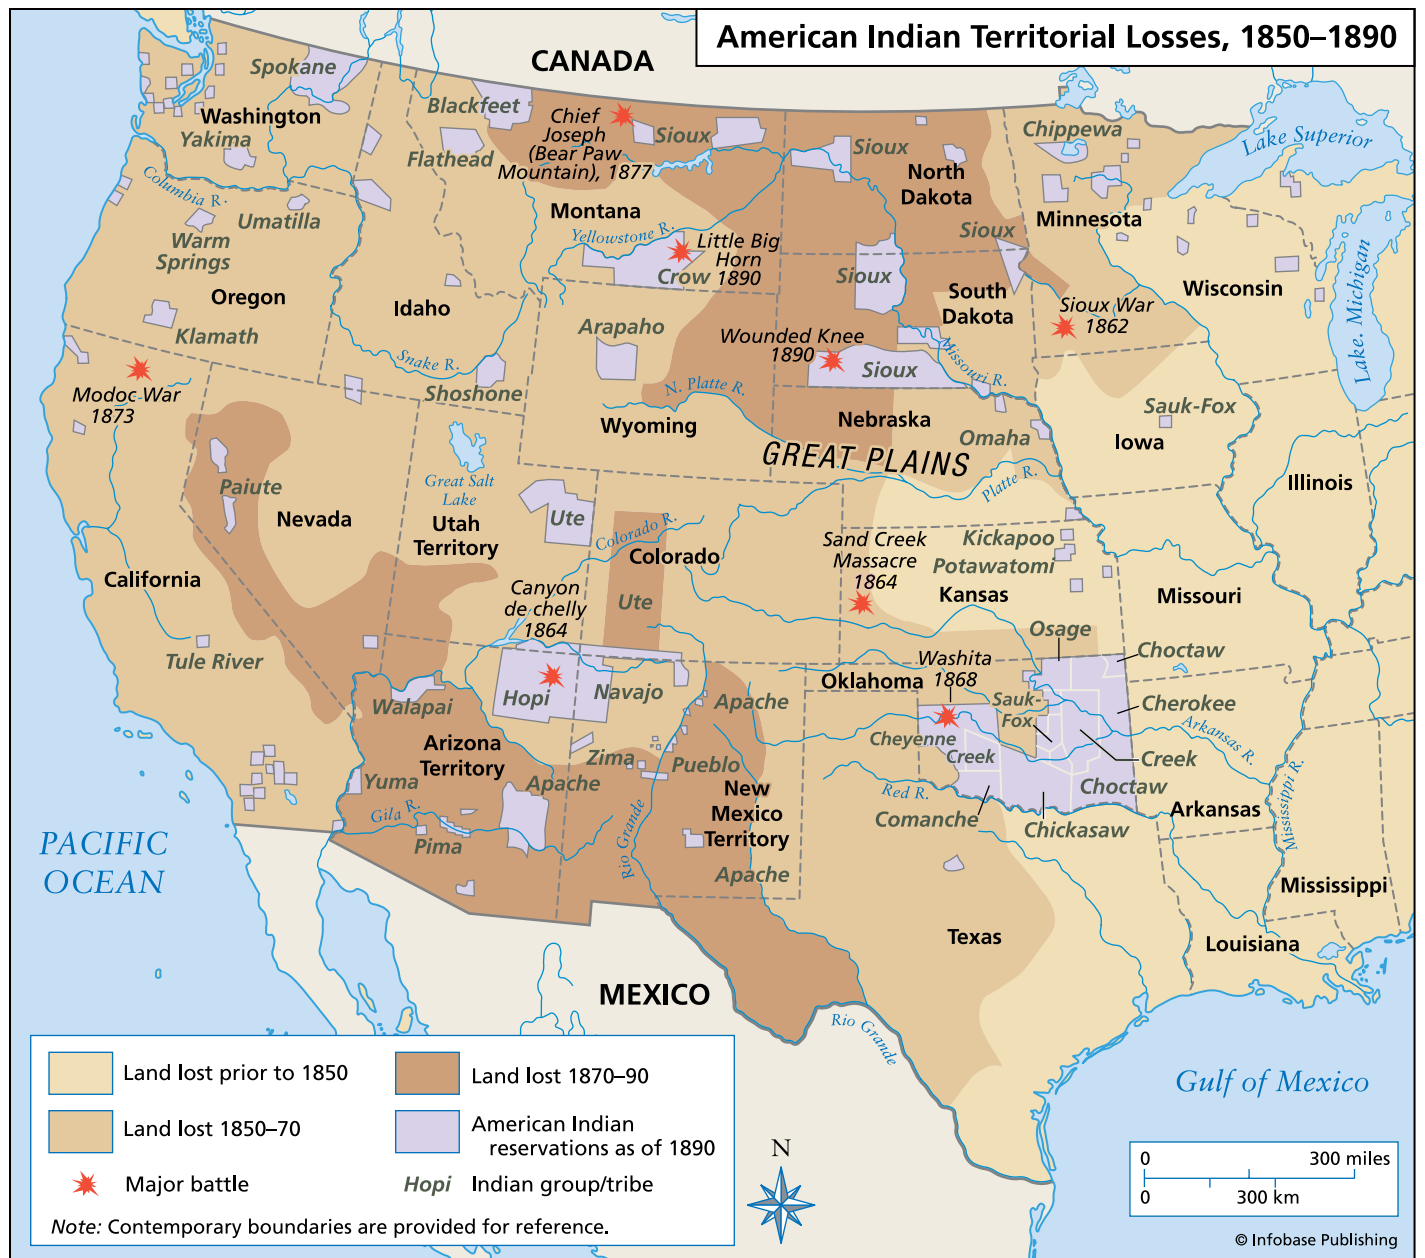 American Indian Territorial Losses, 1850–1890
CANADA
Spokane
Washington
Yakima
Blackfeet
Flathead
Chief
Joseph
(Bear Paw
Mountain), 1877
Sioux
Sioux
North
Dakota
Chippewa
Lake Superior
Minnesota
Columbia R.
Umatilla
Warm
Springs
Oregon
Klamath
Idaho
Montana
Yellowstone R.
Crow
Little Big
Horn
1890
Sioux
Sioux
South
Dakota
Sioux War
1862
Wisconsin
Lake. Michigan
Arapaho
Wounded Knee
1890
Sioux
Missouri R.
Modoc War
1873
Snake R.
Shoshone
N. Platte R.
Wyoming
Nebraska
Omaha
Sauk-Fox
Iowa
GREAT PLAINS
Platte R.
Illinois
Great Salt
Lake
Paiute
Nevada
Utah
Territory
Ute
Colorado R.
Colorado
Ute
Sand Creek
Massacre
1864
Kickapoo
Potawatomi
Kansas
Missouri
California
Canyon
de chelly
1864
Tule River
Osage
Choctaw
Washita
1868
Oklahoma
Hopi
Navajo
Apache
Walapai
Sauk-
Fox
Cherokee
Arkansas R.
Cheyenne
Creek
Creek
Choctaw
Arizona
Territory
Zima
Pueblo
Yuma
Apache
New
Mexico
Territory
Red R.
Comanche
Chickasaw
Arkansas
Mississippi R.
Gila R.
Pima
Rio Grande
Apache
Mississippi
PACIFIC
OCEAN
Texas
Louisiana
MEXICO
Rio Grande
Gulf of Mexico
Land lost prior to 1850
Land lost 1870–90
Land lost 1850–70
American Indian
reservations as of 1890
Major battle
Hopi Indian group/tribe
Note: Contemporary boundaries are provided for reference.
N
0 300 miles
0 300 km
© Infobase Publishing